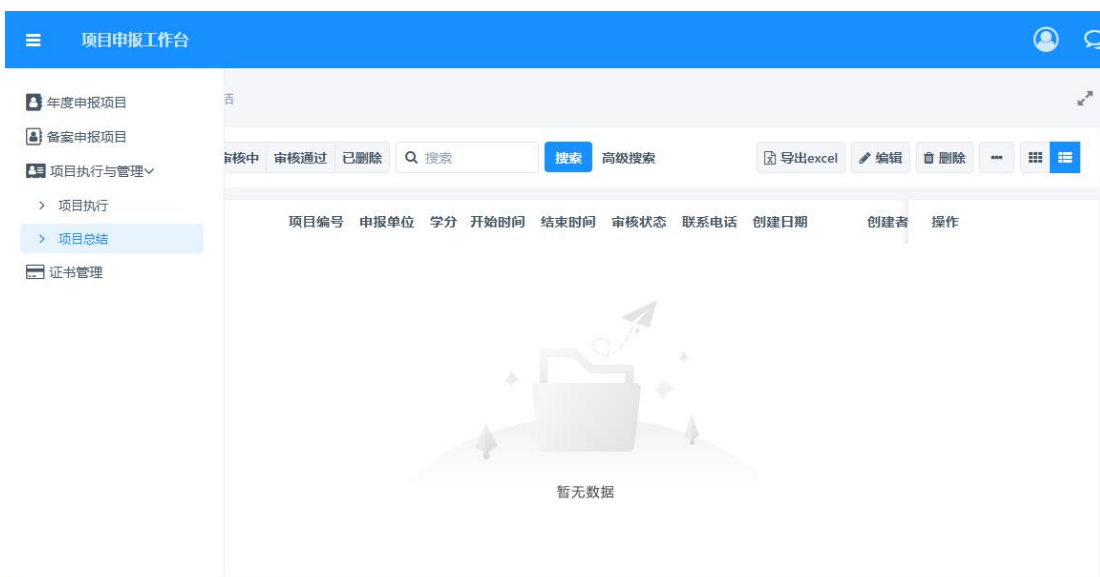 项目申报工作台
年度申报项目
备案申报项目
项目执行与管理
项目执行
项目总结
证书管理
结
审核中 审核通过 已删除 搜索 搜索 高级搜索 导出excel 编辑 删除
项目编号 申报单位 学分 开始时间 结束时间 审核状态 联系电话 创建日期 创建者 操作
暂无数据